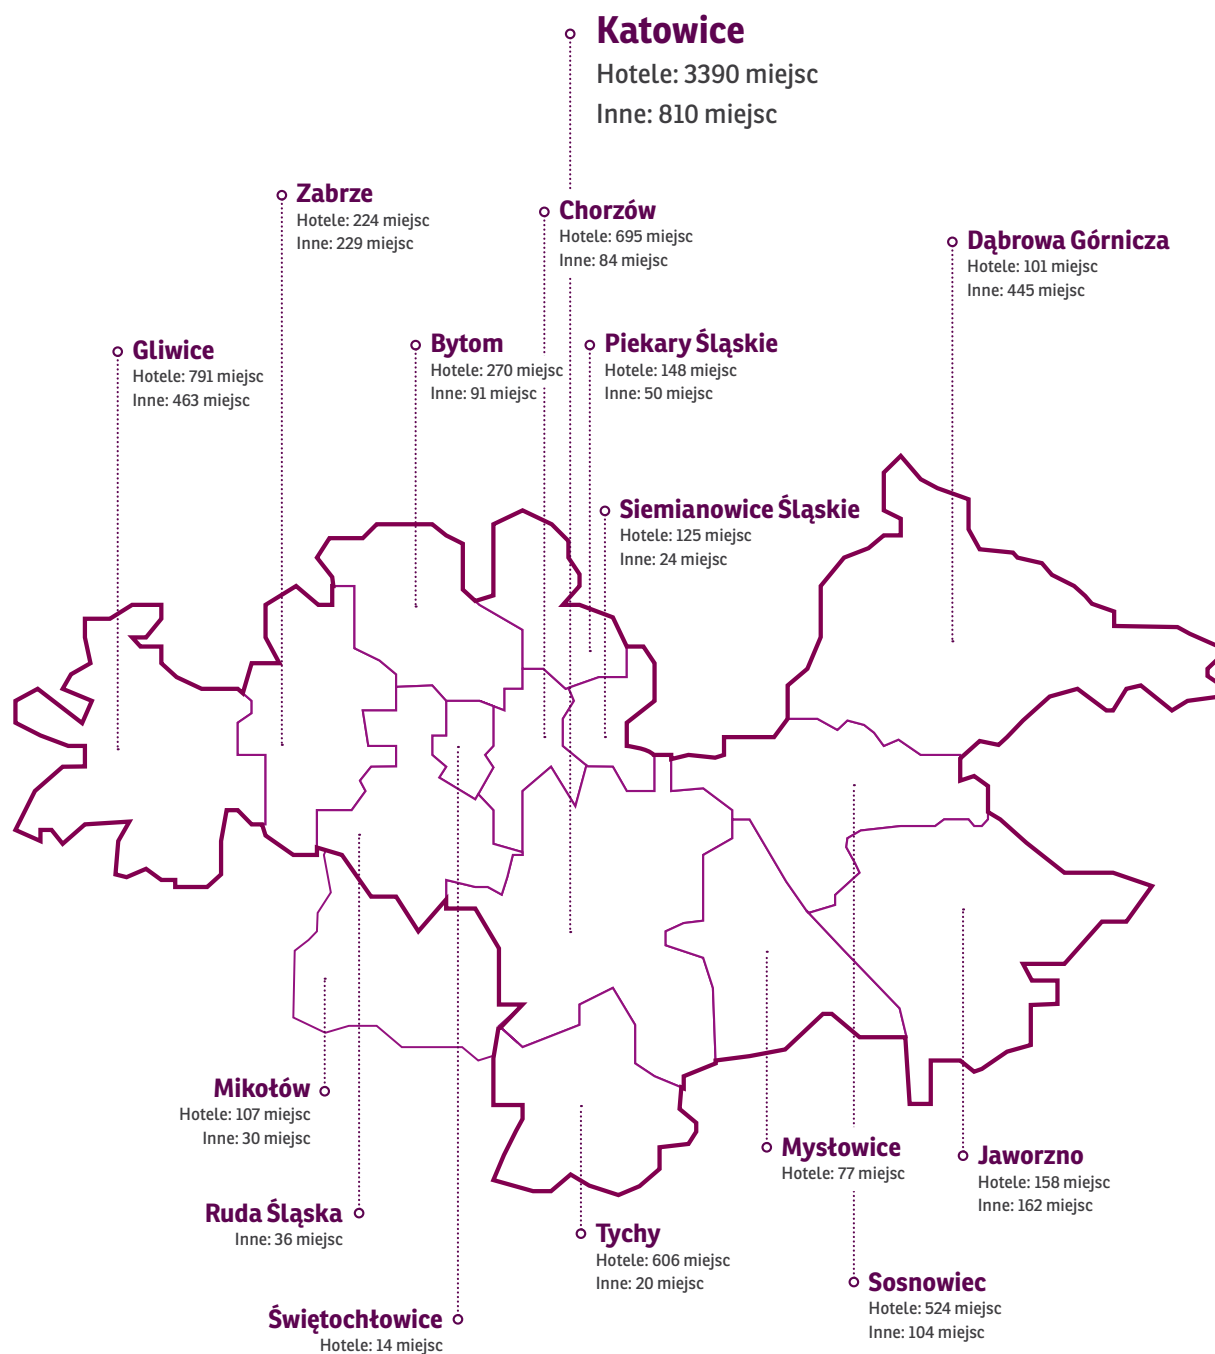 Katowice
Hotele: 3390 miejsc
Inne: 810 miejsc
Zabrze
Hotele: 224 miejsc
Inne: 229 miejsc
Chorzów
Hotele: 695 miejsc
Inne: 84 miejsc
Dąbrowa Górnicza
Hotele: 101 miejsc
Inne: 445 miejsc
Gliwice
Hotele: 791 miejsc
Inne: 463 miejsc
Bytom
Hotele: 270 miejsc
Inne: 91 miejsc
Piekary Śląskie
Hotele: 148 miejsc
Inne: 50 miejsc
Siemianowice Śląskie
Hotele: 125 miejsc
Inne: 24 miejsc
Mikołów
Hotele: 107 miejsc
Inne: 30 miejsc
Mysłowice
Hotele: 77 miejsc
Jaworzno
Hotele: 158 miejsc
Inne: 162 miejsc
Ruda Śląska
Inne: 36 miejsc
Tychy
Hotele: 606 miejsc
Inne: 20 miejsc
Sosnowiec
Hotele: 524 miejsc
Inne: 104 miejsc
Świętochłowice
Hotele: 14 miejsc